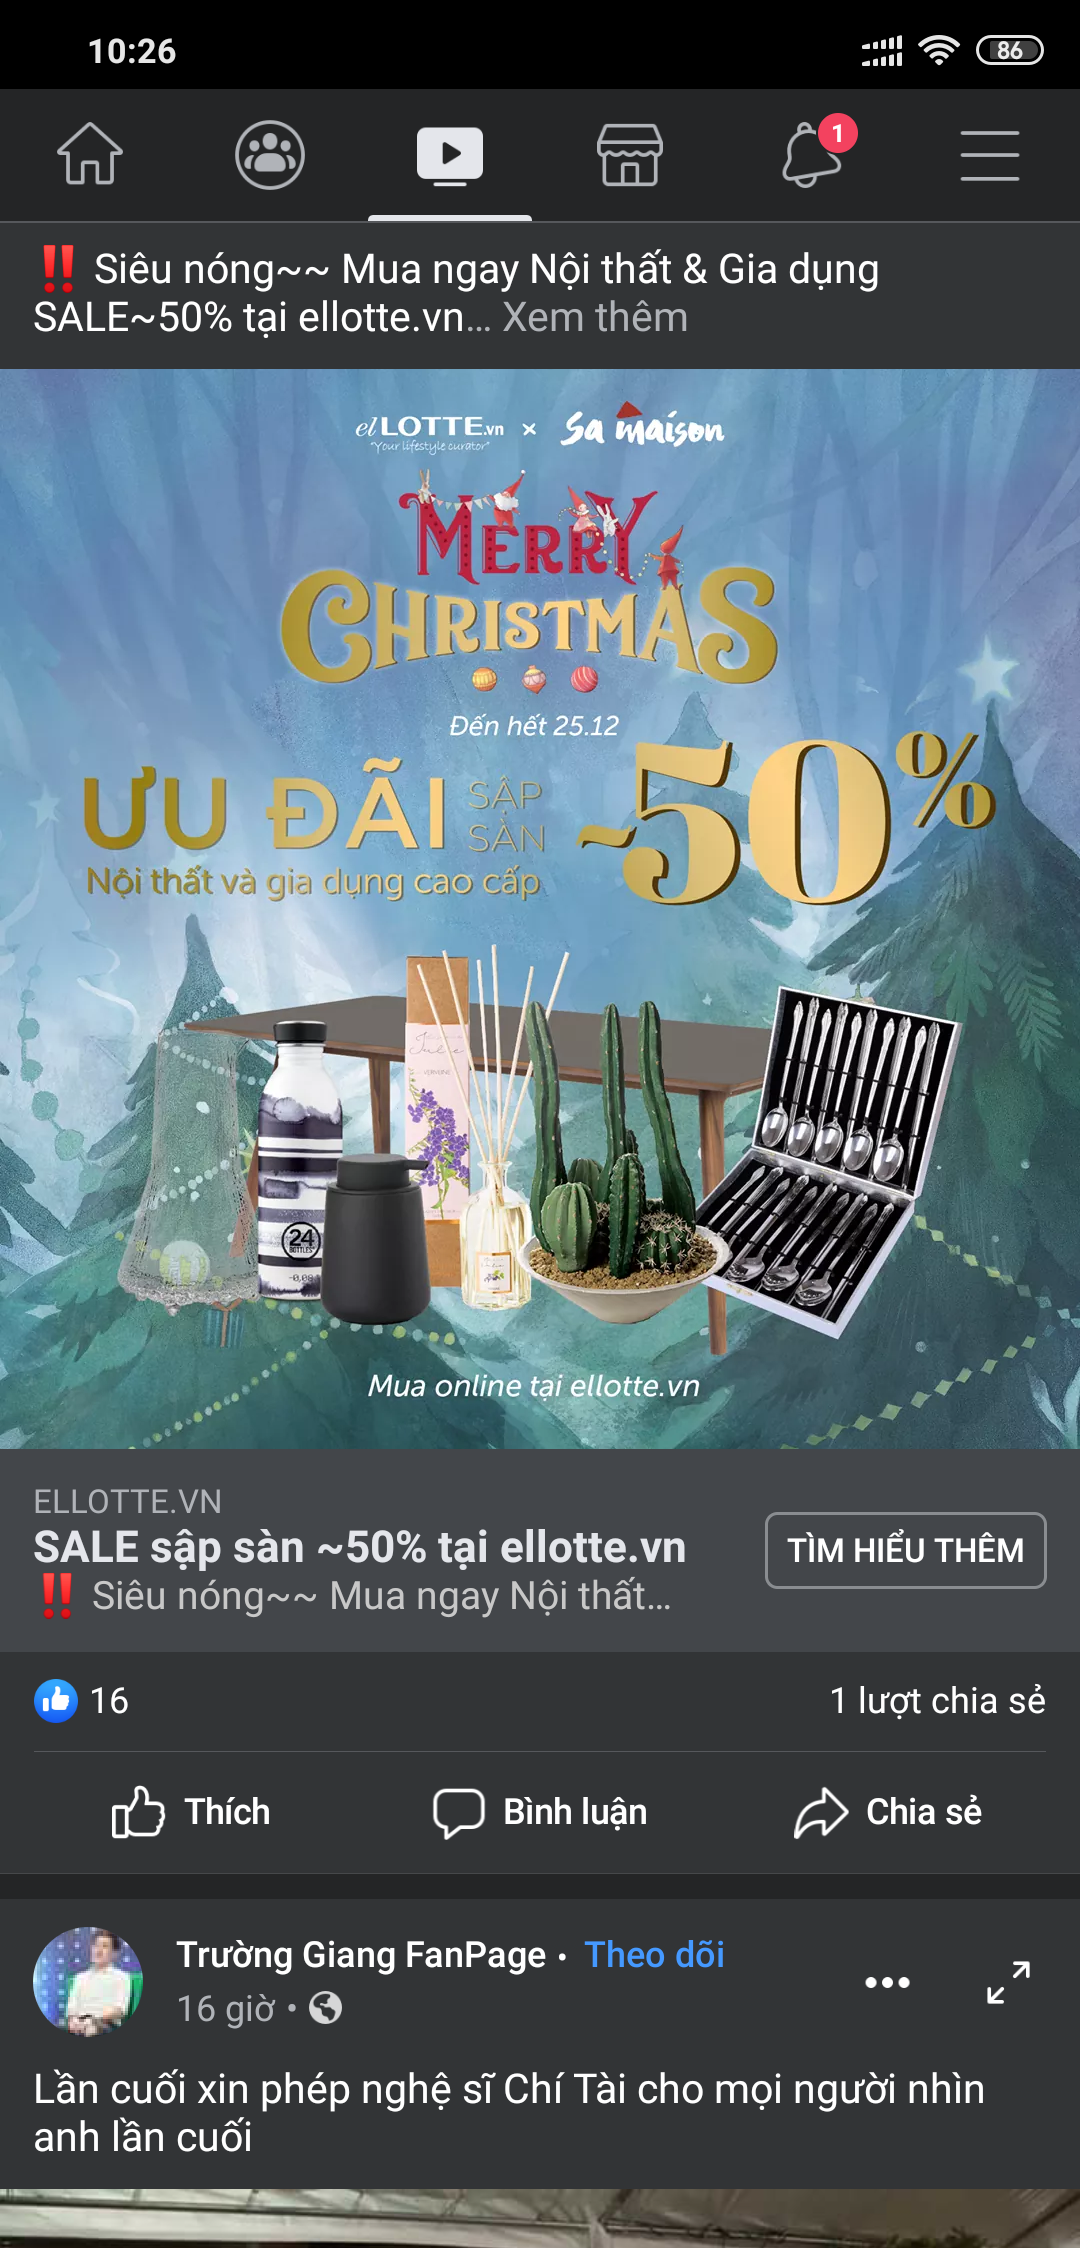 10:26
86
1
‼️ Siêu nóng~~ Mua ngay Nội thất & Gia dụng
SALE~50% tại ellotte.vn... Xem thêm
elLOTTE.vn × Sa maison
"Your lifestyle curator"
MERRY
CHRISTMAS
Đến hết 25.12
ƯU ĐÃI SẬP SÀN ~50%
Nội thất và gia dụng cao cấp
Julie
VERVEINE
24
BOTTLES
Mua online tại ellotte.vn
ELLOTTE.VN
SALE sập sàn ~50% tại ellotte.vn
‼️ Siêu nóng~~ Mua ngay Nội thất...
TÌM HIỂU THÊM
16
1 lượt chia sẻ
Thích
Bình luận
Chia sẻ
Trường Giang FanPage • Theo dõi
16 giờ •
Lần cuối xin phép nghệ sĩ Chí Tài cho mọi người nhìn
anh lần cuối